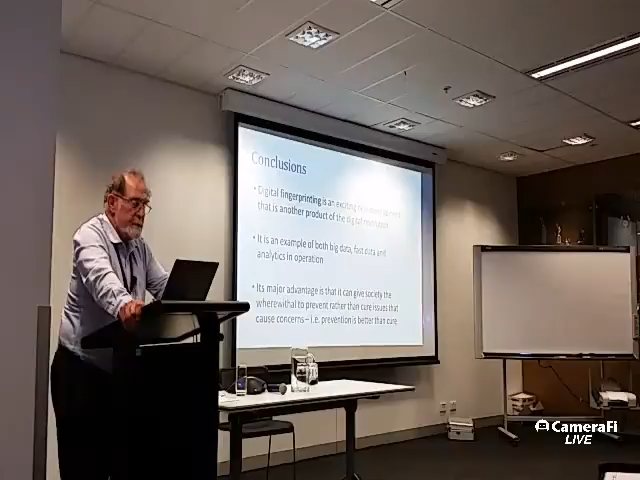 Conclusions
• Digital fingerprinting is an exciting
that is another product of the digital
• It is an example of both big data, fast data and
analytics in operation
• Its major advantage is that it can give society the
wherewithal to prevent rather than cure issues that
cause concerns – i.e. prevention is better than cure
CameraFi
LIVE